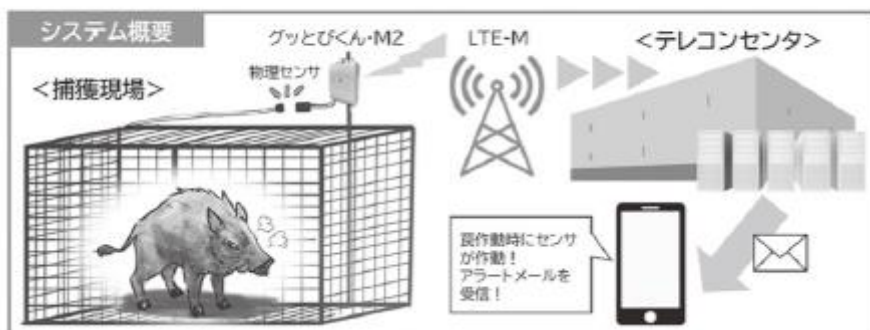 システム概要
グッとびくん・M2
LTE-M
<テレコンセンタ>
物理センサ
<捕獲現場>
罠作動時にセンサ
が作動!
アラートメールを
受信!